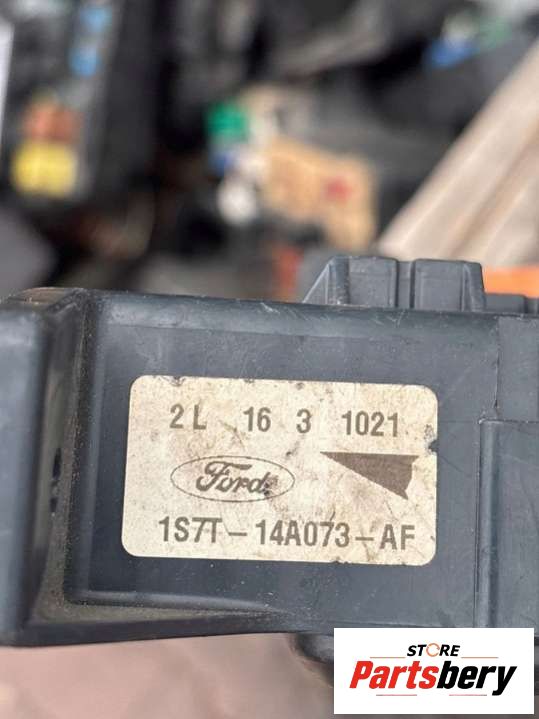 2L 16 3 1021
Ford
1S7T-14A073-AF
STORE
Partsbery